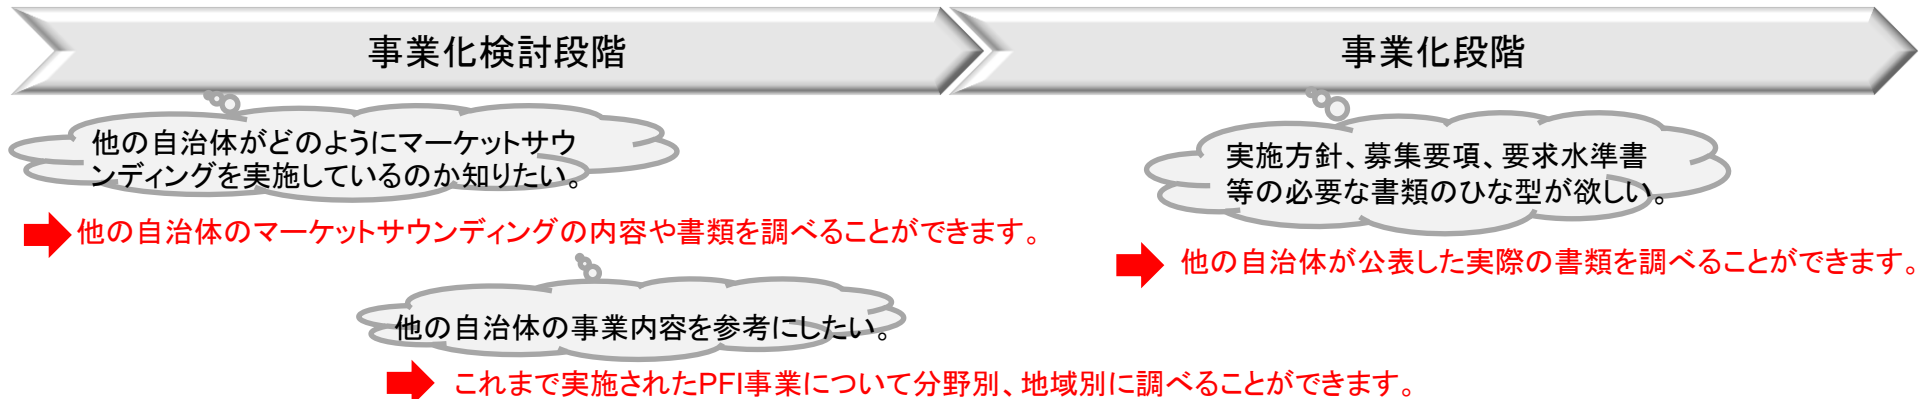 事業化検討段階
事業化段階
他の自治体がどのようにマーケットサウ
ンディングを実施しているのか知りたい。
他の自治体のマーケットサウンディングの内容や書類を調べることができます。
実施方針、募集要項、要求水準書
等の必要な書類のひな型が欲しい。
他の自治体が公表した実際の書類を調べることができます。
他の自治体の事業内容を参考にしたい。
これまで実施されたPFI事業について分野別、地域別に調べることができます。